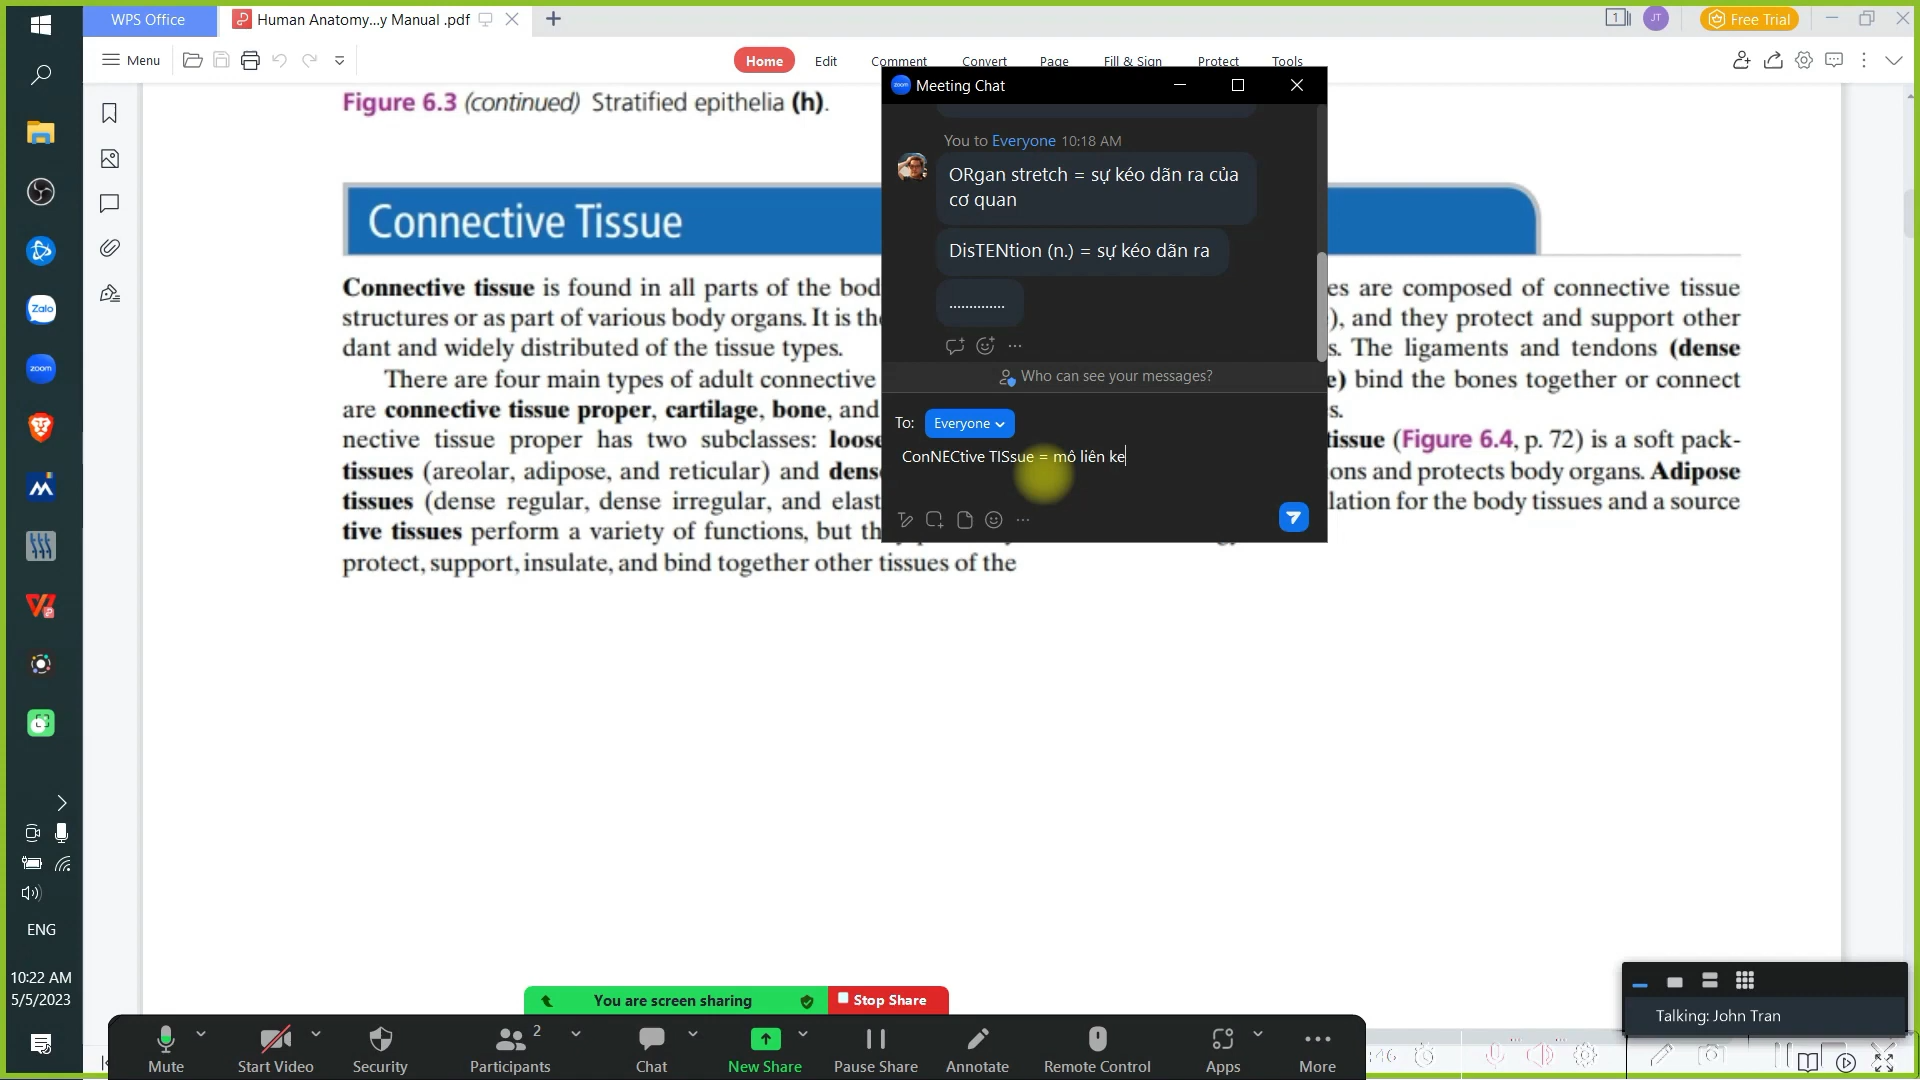 WPS Office
Human Anatomy...y Manual .pdf
1
JT
Free Trial
Menu
Home
Edit
Comment
Convert
Page
Fill & Sign
Protect
Tools
Figure 6.3 (continued) Stratified epithelia (h).
Connective Tissue
Connective tissue is found in all parts of the bod
structures or as part of various body organs. It is the
dant and widely distributed of the tissue types.
There are four main types of adult connective
are connective tissue proper, cartilage, bone, and
nective tissue proper has two subclasses: loose
tissues (areolar, adipose, and reticular) and dens
tissues (dense regular, dense irregular, and elast
tive tissues perform a variety of functions, but th
protect, support, insulate, and bind together other tissues of the
es are composed of connective tissue
), and they protect and support other
s. The ligaments and tendons (dense
e) bind the bones together or connect
s.
tissue (Figure 6.4, p. 72) is a soft pack-
ons and protects body organs. Adipose
lation for the body tissues and a source
zoom
Meeting Chat
You to Everyone 10:18 AM
ORgan stretch = sự kéo dãn ra của
cơ quan
DisTENtion (n.) = sự kéo dãn ra
..............
Who can see your messages?
To: Everyone
ConNECtive TISsue = mô liên ke
Zalo
zoom
ENG
10:22 AM
5/5/2023
You are screen sharing
Stop Share
Mute
Start Video
Security
Participants
2
Chat
New Share
Pause Share
Annotate
Remote Control
Apps
More
Talking: John Tran
:46